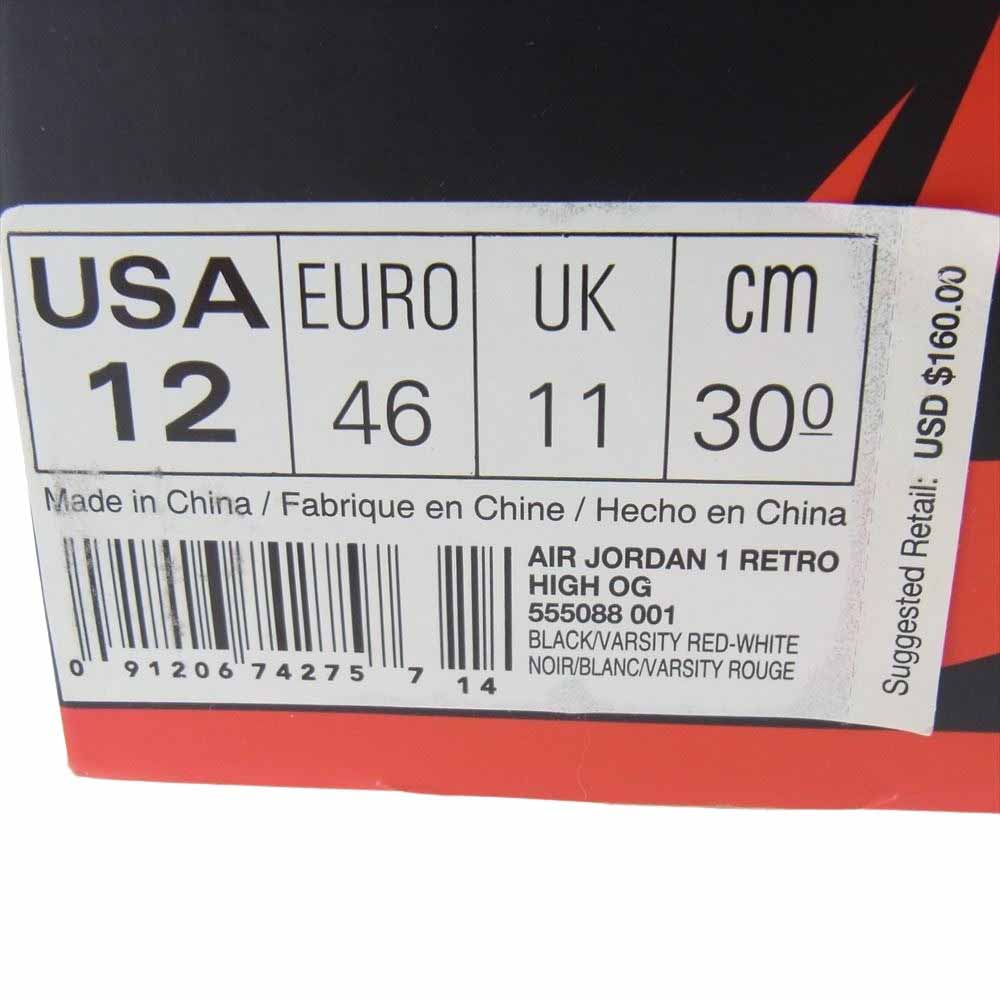 USA EURO UK cm
12 46 11 30º
Made in China / Fabrique en Chine / Hecho en China
AIR JORDAN 1 RETRO
HIGH OG
555088 001
BLACK/VARSITY RED-WHITE
NOIR/BLANC/VARSITY ROUGE
0 91206 74275 7 14
Suggested Retail: USD $160.00